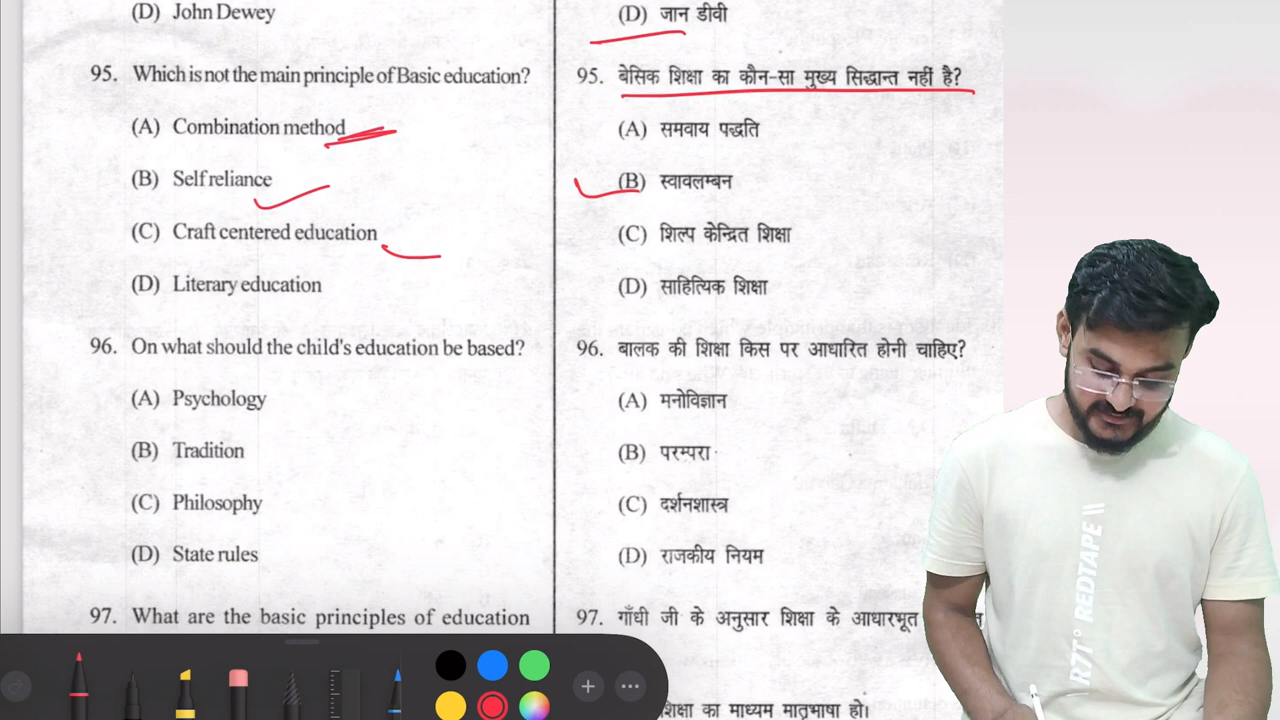 (D) John Dewey
95. Which is not the main principle of Basic education?
(A) Combination method
(B) Self reliance
(C) Craft centered education
(D) Literary education
96. On what should the child's education be based?
(A) Psychology
(B) Tradition
(C) Philosophy
(D) State rules
97. What are the basic principles of education
(D) जान डीवी
95. बेसिक शिक्षा का कौन-सा मुख्य सिद्धान्त नहीं है?
(A) समवाय पद्धति
(B) स्वावलम्बन
(C) शिल्प केन्द्रित शिक्षा
(D) साहित्यिक शिक्षा
96. बालक की शिक्षा किस पर आधारित होनी चाहिए?
(A) मनोविज्ञान
(B) परम्परा
(C) दर्शनशास्त्र
(D) राजकीय नियम
97. गाँधी जी के अनुसार शिक्षा के आधारभूत
शिक्षा का माध्यम मातृभाषा हो।
REDTAPE